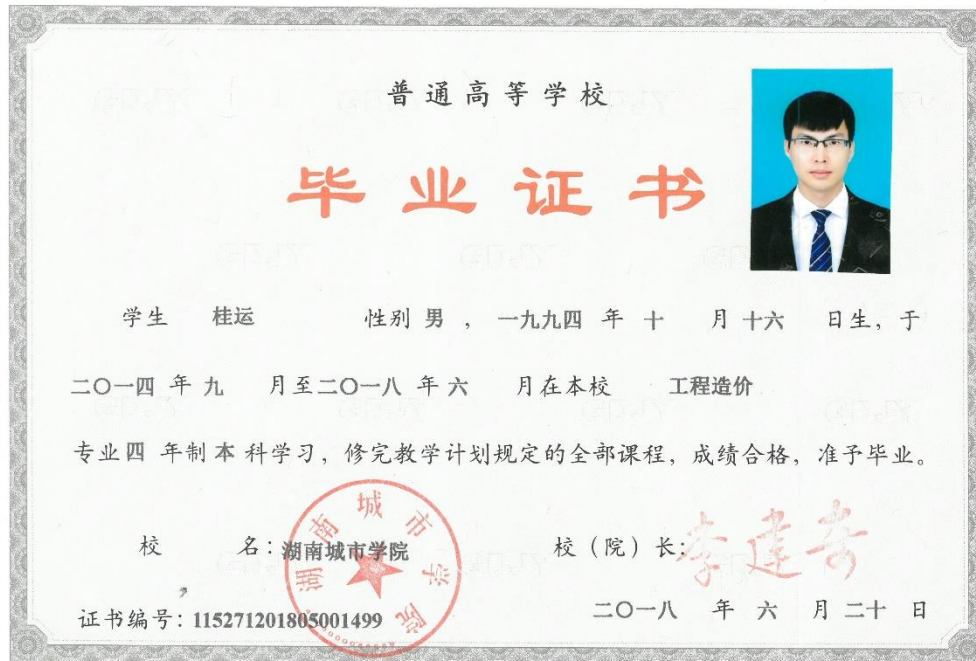 普通高等学校
毕业证书
学生 桂运 性别 男 , 一九九四 年 十 月 十六 日生, 于
二〇一四 年 九 月至二〇一八 年 六 月在本校 工程造价
专业 四 年制 本 科学习, 修完教学计划规定的全部课程, 成绩合格, 准予毕业。
校 名: 湖南城市学院 校 (院) 长: 李建奇
湖南城市学院
证书编号: 115271201805001499 二〇一八 年 六 月 二十 日